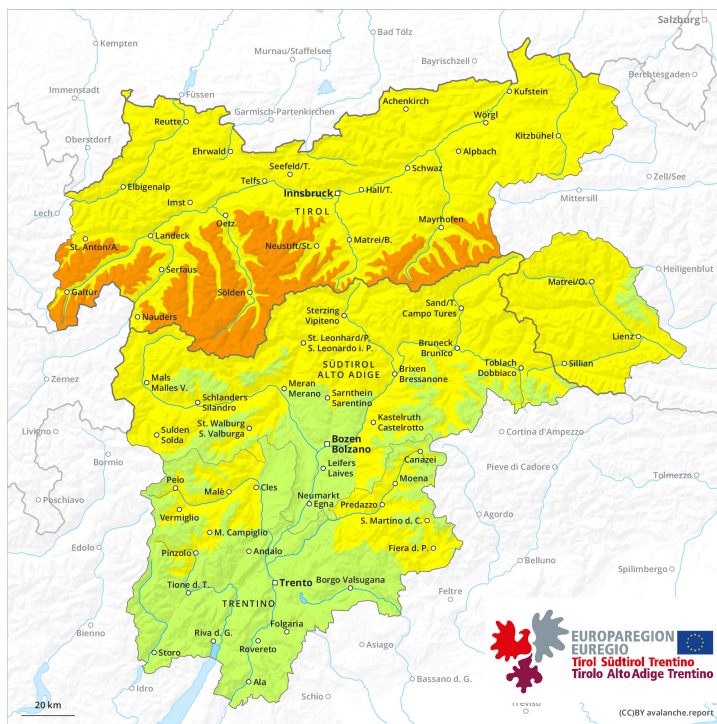 Salzburg
Bad Tölz
Kempten
Murnau/Staffelsee
Bayrischzell
Berchtesgaden
Immenstadt
Füssen
Achenkirch
Kufstein
Garmisch-Partenkirchen
Reutte
Wörgl
Oberstdorf
Kitzbühel
Ehrwald
Alpbach
Seefeld/T.
Schwaz
Telfs
Zell/See
Elbigenalp
Innsbruck
Hall/T.
Imst
Mittersill
Lech
TIROL
Oetz
Mayrhofen
Landeck
Matrei/B.
St. Anton/A.
Neustift/St.
Serfaus
Heiligenblut
Matrei/O.
Galtür
Sölden
Sand/T.
Campo Tures
Nauders
Sterzing
Vipiteno
Lienz
St. Leonhard/P.
S. Leonardo i. P.
Bruneck
Brunico
Sillian
SÜDTIROL
ALTO ADIGE
Toblach
Dobbiaco
Zernez
Mals
Malles V.
Meran
Merano
Brixen
Bressanone
Schlanders
Silandro
Sarnthein
Sarentino
St. Walburg
S. Valburga
Kastelruth
Castelrotto
Livigno
Sulden
Solda
Cortina d'Ampezzo
Bozen
Bolzano
Bormio
Canazei
Leifers
Laives
Pieve di Cadore
Tolmezzo
Peio
Moena
Poschiavo
Malè
Cles
Neumarkt
Egna
Predazzo
Vermiglio
Agordo
S. Martino d. C.
M. Campiglio
Edolo
Pinzolo
Andalo
Fiera d. P.
Belluno
Spilimbergo
Tione d. T.
Trento
Borgo Valsugana
Feltre
TRENTINO
Folgaria
Bienno
Riva d. G.
Rovereto
Asiago
Storo
Bassano d. G.
Ala
Idro
Schio
Treviso
EUROPAREGION
EUREGIO
Tirol Südtirol Trentino
Tirolo Alto Adige Trentino
20 km
(CC)BY avalanche.report